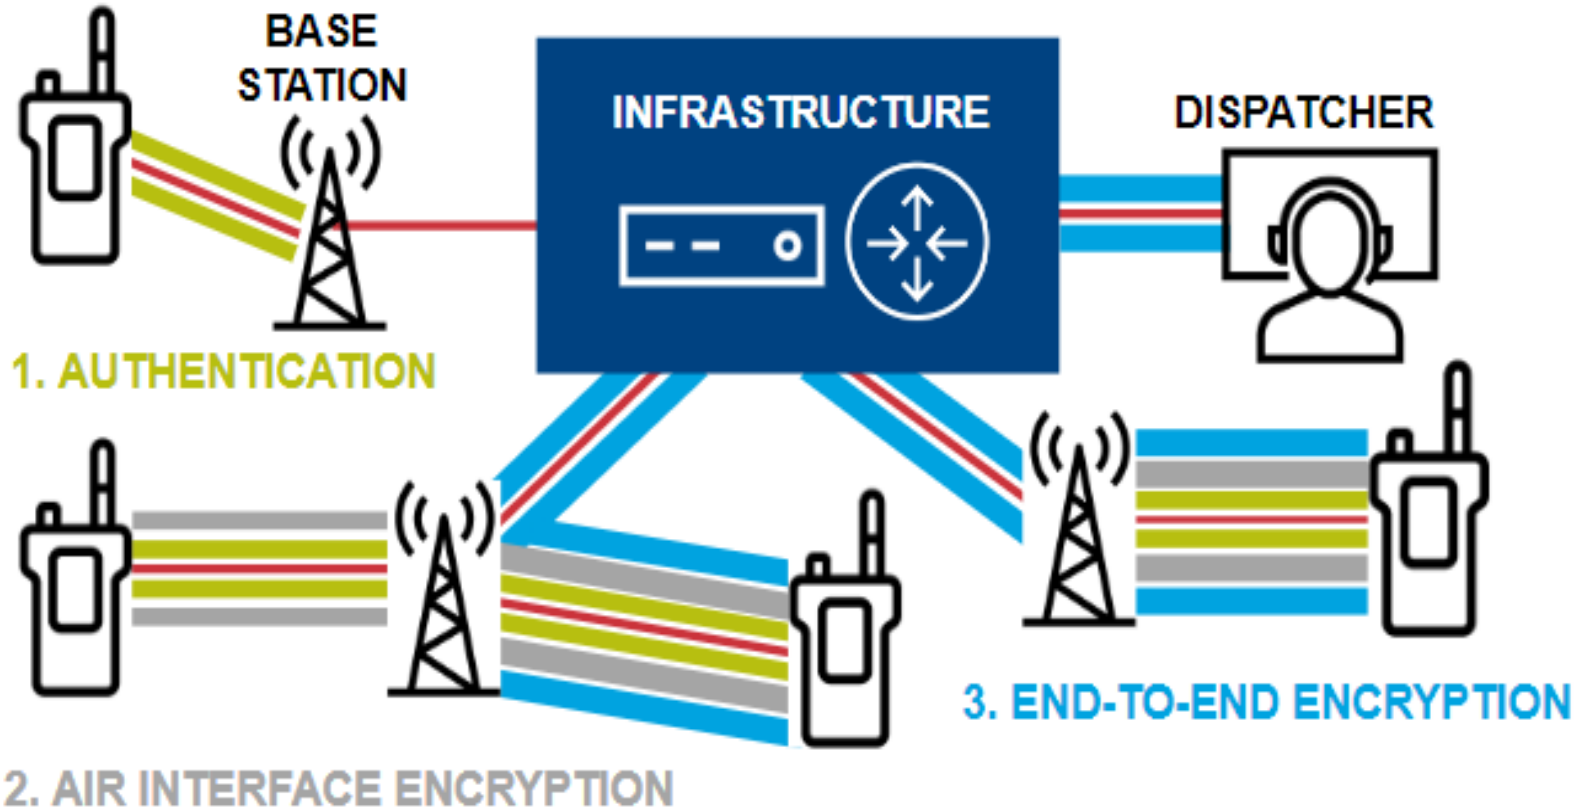 BASE
STATION
INFRASTRUCTURE
DISPATCHER
1. AUTHENTICATION
3. END-TO-END ENCRYPTION
2. AIR INTERFACE ENCRYPTION